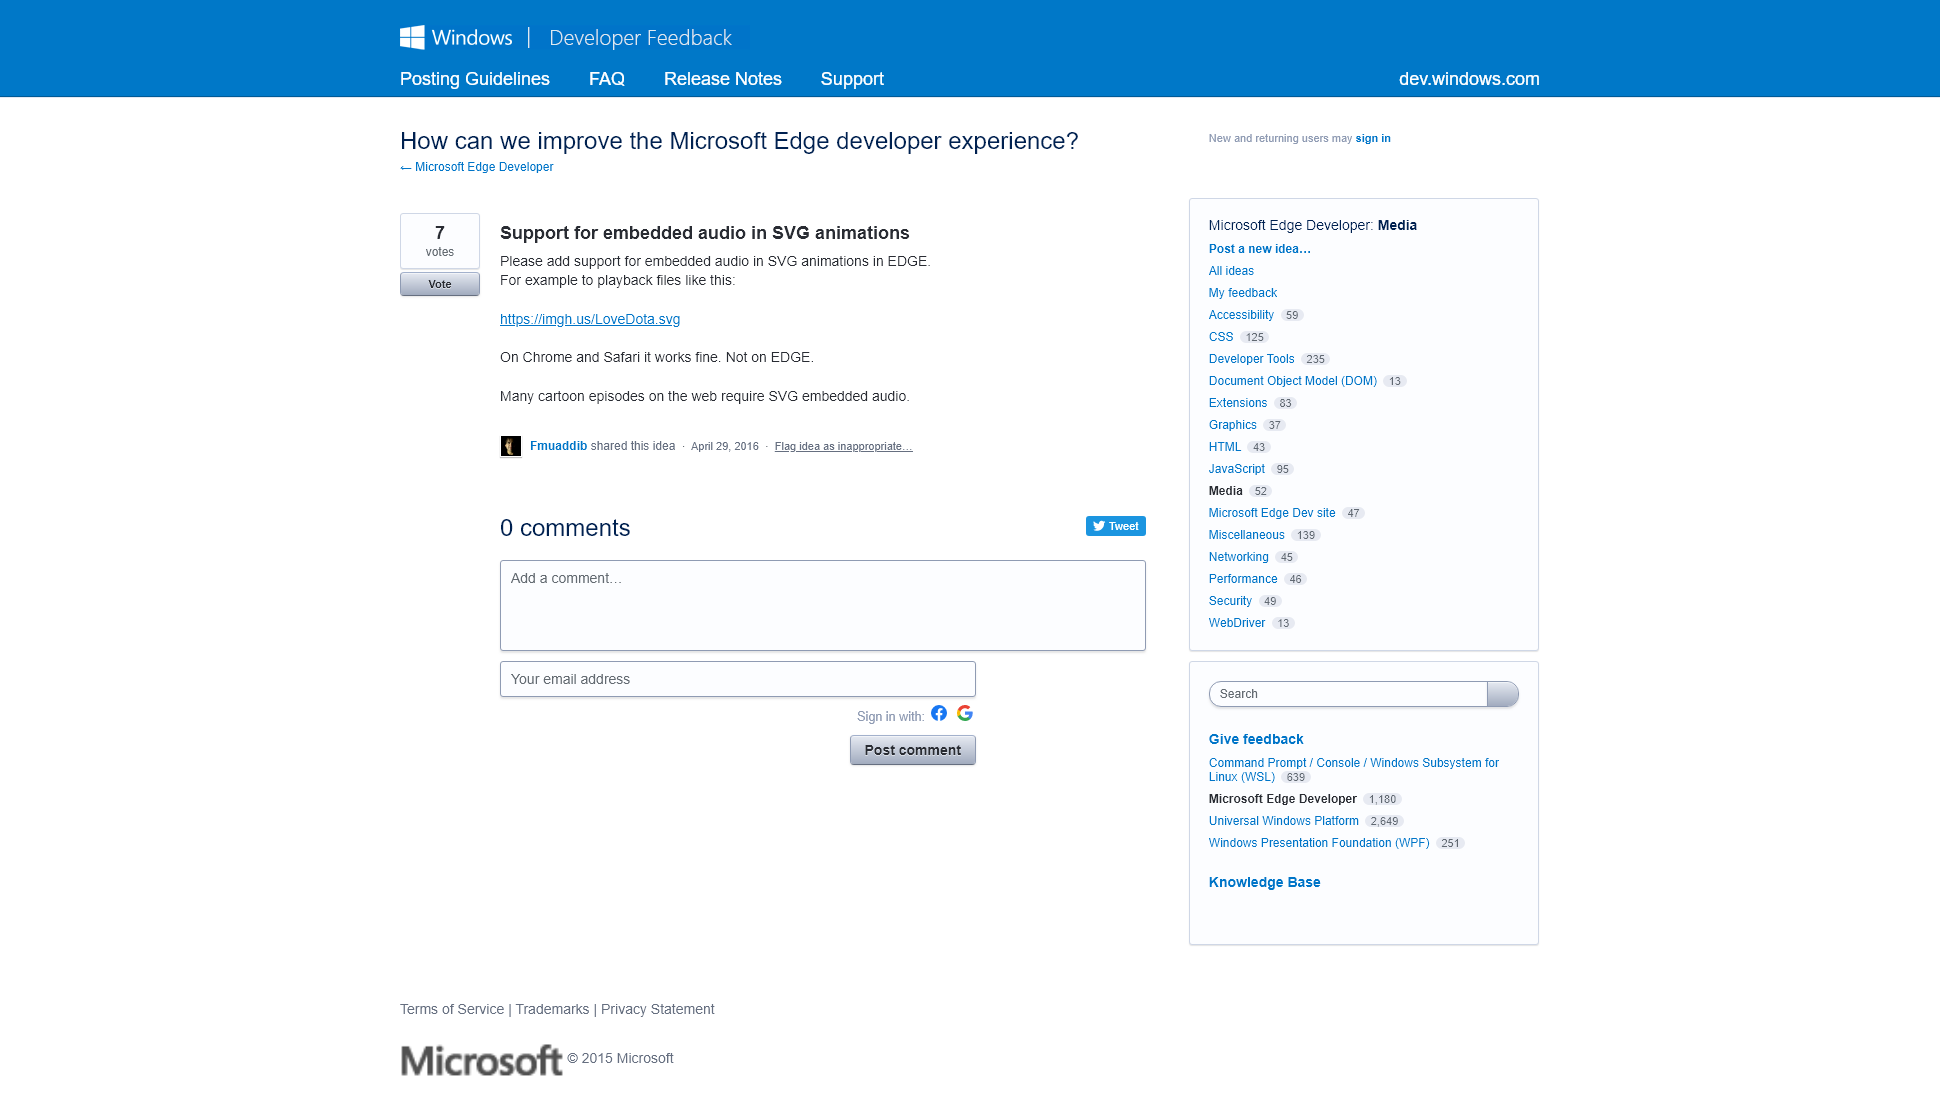 Windows | Developer Feedback
Posting Guidelines FAQ Release Notes Support dev.windows.com
How can we improve the Microsoft Edge developer experience?
← Microsoft Edge Developer
New and returning users may sign in
7
votes
Vote
Support for embedded audio in SVG animations
Please add support for embedded audio in SVG animations in EDGE.
For example to playback files like this:
https://imgh.us/LoveDota.svg
On Chrome and Safari it works fine. Not on EDGE.
Many cartoon episodes on the web require SVG embedded audio.
Fmuaddib shared this idea · April 29, 2016 · Flag idea as inappropriate…
0 comments
Tweet
Add a comment…
Your email address
Sign in with:
Post comment
Microsoft Edge Developer: Media
Post a new idea…
All ideas
My feedback
Accessibility 59
CSS 125
Developer Tools 235
Document Object Model (DOM) 13
Extensions 83
Graphics 37
HTML 43
JavaScript 95
Media 52
Microsoft Edge Dev site 47
Miscellaneous 139
Networking 45
Performance 46
Security 49
WebDriver 13
Search
Give feedback
Command Prompt / Console / Windows Subsystem for
Linux (WSL) 639
Microsoft Edge Developer 1,180
Universal Windows Platform 2,649
Windows Presentation Foundation (WPF) 251
Knowledge Base
Terms of Service | Trademarks | Privacy Statement
Microsoft © 2015 Microsoft